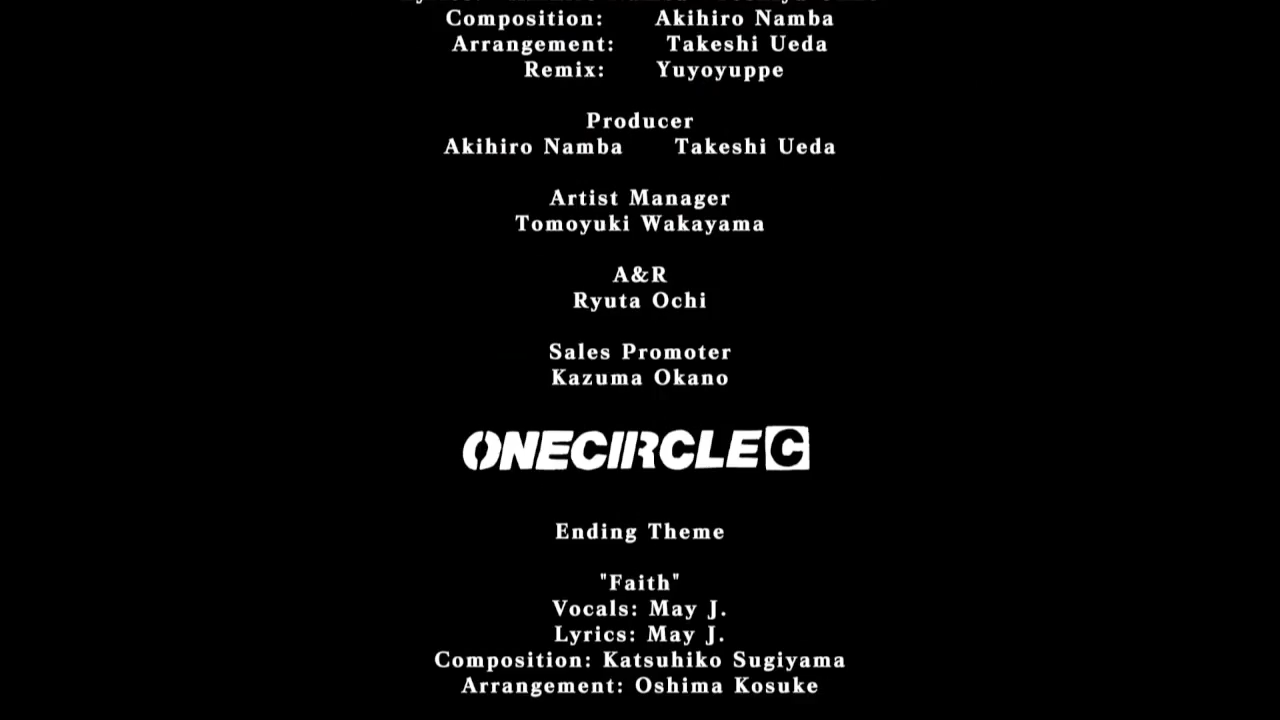 Composition: Akihiro Namba
Arrangement: Takeshi Ueda
Remix: Yuyoyuppe
Producer
Akihiro Namba Takeshi Ueda
Artist Manager
Tomoyuki Wakayama
A&R
Ryuta Ochi
Sales Promoter
Kazuma Okano
ONECIRCLE C
Ending Theme
"Faith"
Vocals: May J.
Lyrics: May J.
Composition: Katsuhiko Sugiyama
Arrangement: Oshima Kosuke